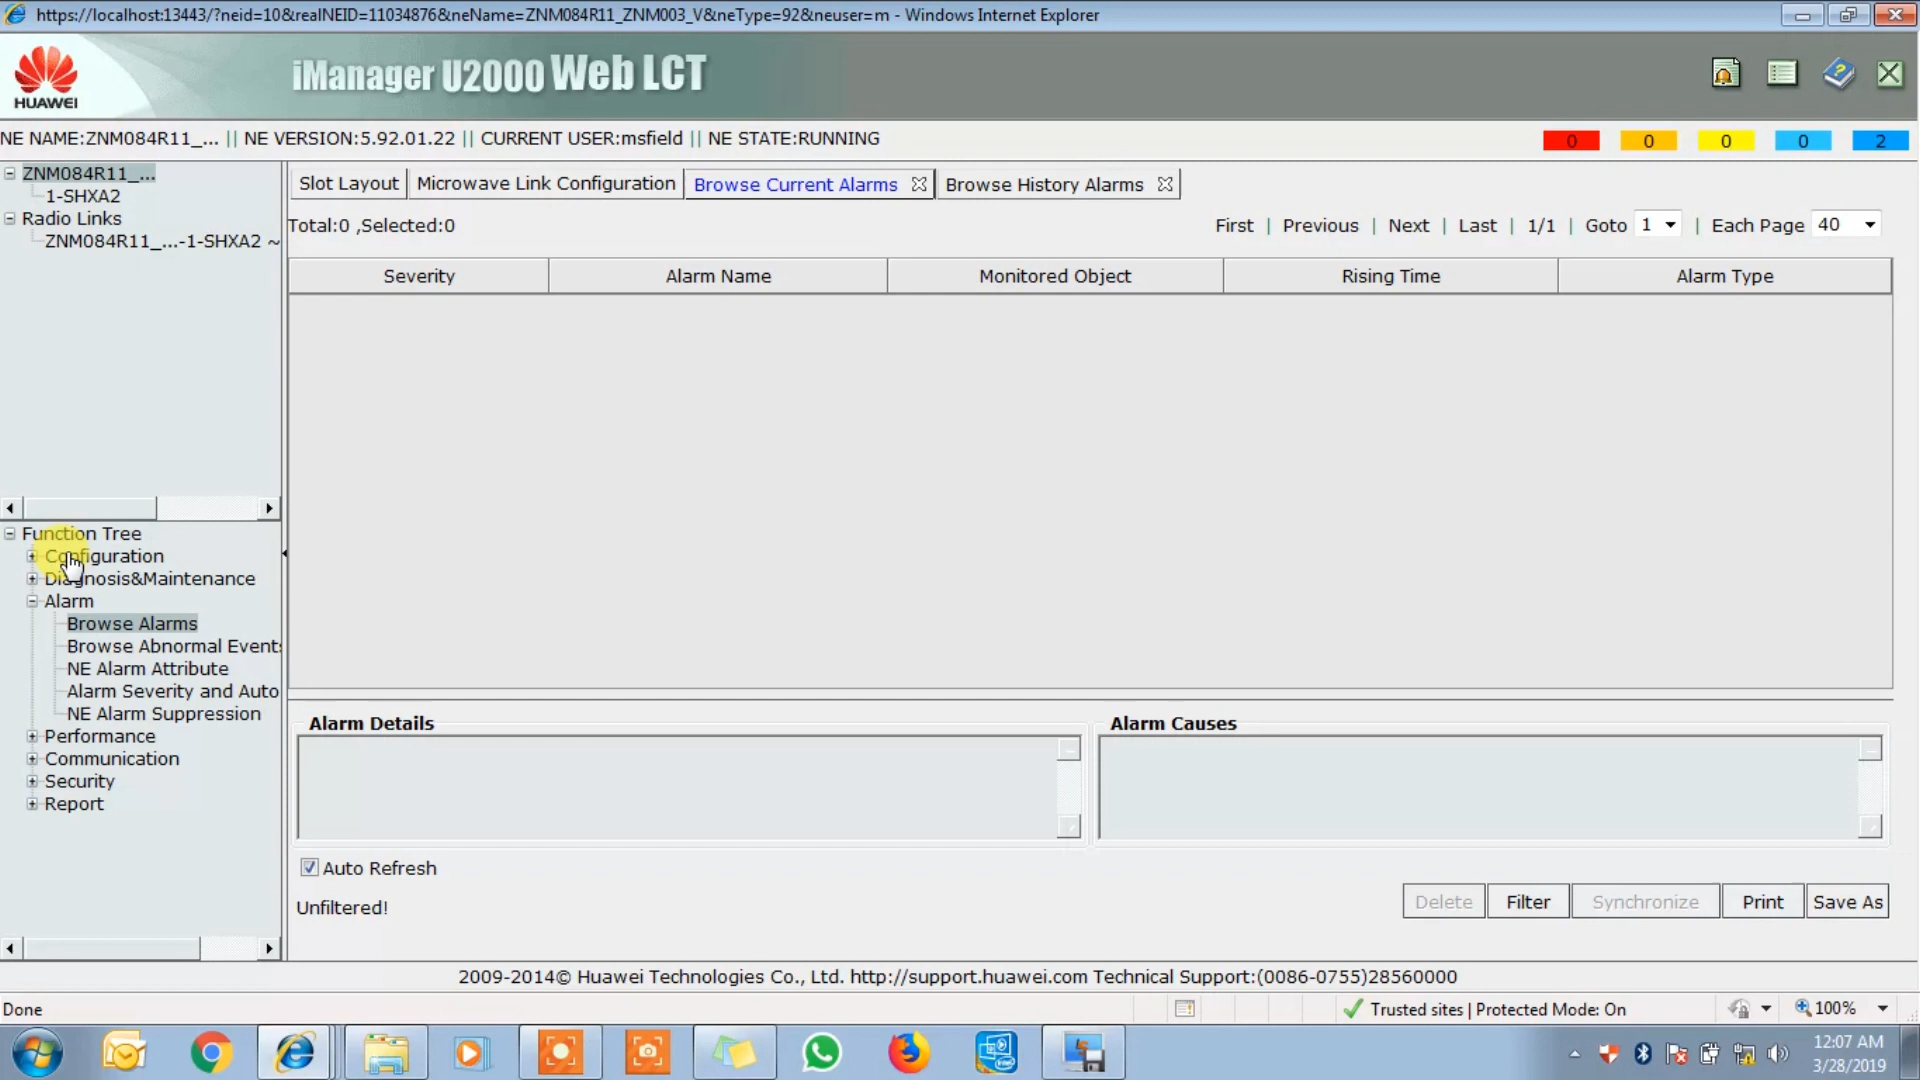 https://localhost:13443/?neid=10&realNEID=11034876&neName=ZNM084R11_ZNM003_V&neType=92&neuser=m - Windows Internet Explorer
HUAWEI
iManager U2000 Web LCT
NE NAME:ZNM084R11_... || NE VERSION:5.92.01.22 || CURRENT USER:msfield || NE STATE:RUNNING
0 0 0 0 2
ZNM084R11_...
1-SHXA2
Radio Links
ZNM084R11_...-1-SHXA2 ~
Slot Layout Microwave Link Configuration Browse Current Alarms Browse History Alarms
Total:0 ,Selected:0
First | Previous | Next | Last | 1/1 | Goto 1 | Each Page 40
Severity Alarm Name Monitored Object Rising Time Alarm Type
Function Tree
Configuration
Diagnosis&Maintenance
Alarm
Browse Alarms
Browse Abnormal Events
NE Alarm Attribute
Alarm Severity and Auto
NE Alarm Suppression
Performance
Communication
Security
Report
Alarm Details
Alarm Causes
Auto Refresh
Unfiltered!
Delete Filter Synchronize Print Save As
2009-2014© Huawei Technologies Co., Ltd. http://support.huawei.com Technical Support:(0086-0755)28560000
Done
Trusted sites | Protected Mode: On
100%
12:07 AM
3/28/2019